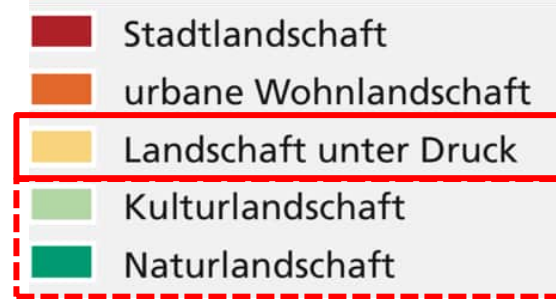 Stadtlandschaft
urbane Wohnlandschaft
Landschaft unter Druck
Kulturlandschaft
Naturlandschaft